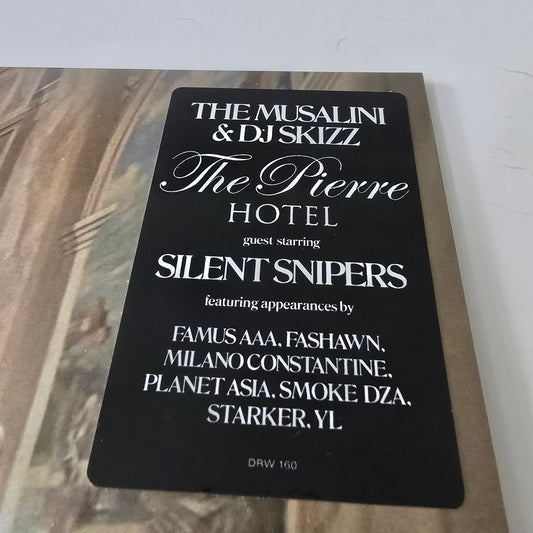 THE MUSALINI
& DJ SKIZZ
The Pierre
HOTEL
guest starring
SILENT SNIPERS
featuring appearances by
FAMUS AAA, FASHAWN,
MILANO CONSTANTINE,
PLANET ASIA, SMOKE DZA,
STARKER, YL
DRW 160